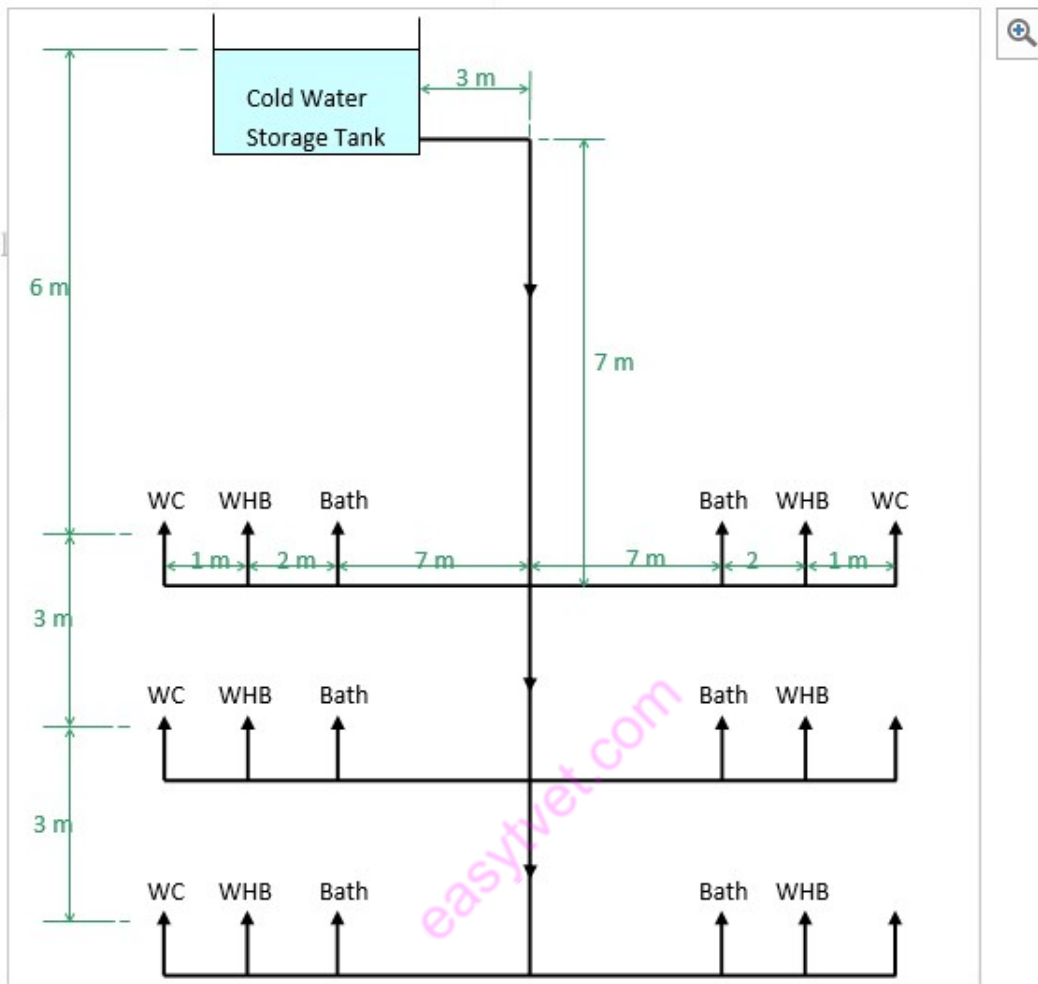 3 m
Cold Water
Storage Tank
6 m
7 m
WC WHB Bath Bath WHB WC
1 m 2 m 7 m 7 m 2 1 m
3 m
WC WHB Bath Bath WHB
3 m
WC WHB Bath Bath WHB
easytvet.com